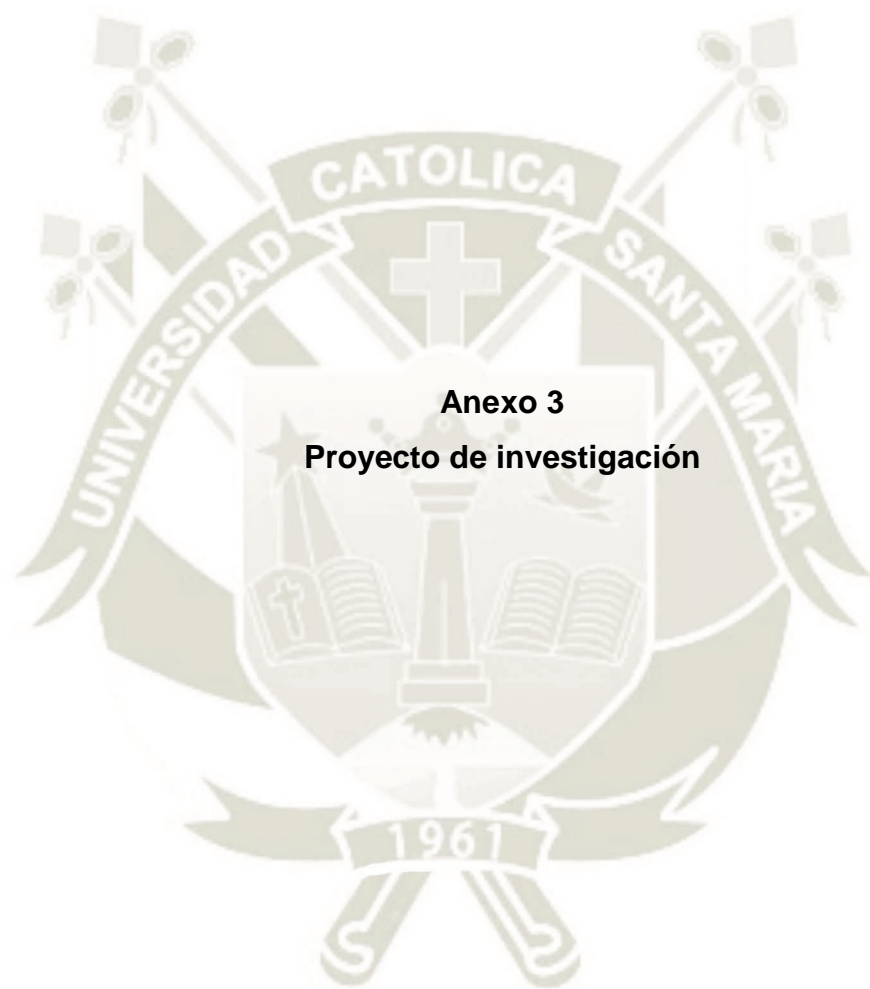 CATOLICA
UNIVERSIDAD
SANTA MARIA
Anexo 3
Proyecto de investigación
1961